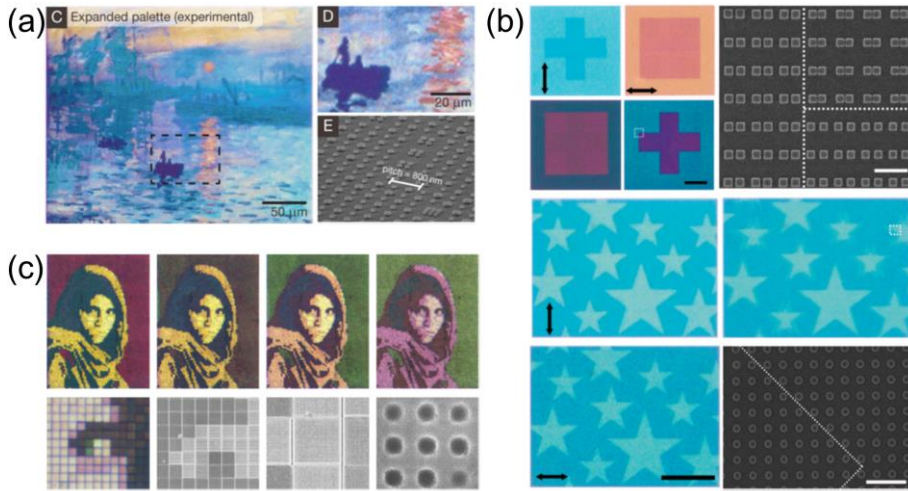 (a)
C Expanded palette (experimental)
50 μm
D
20 μm
E
pitch = 800 nm
(b)
(c)